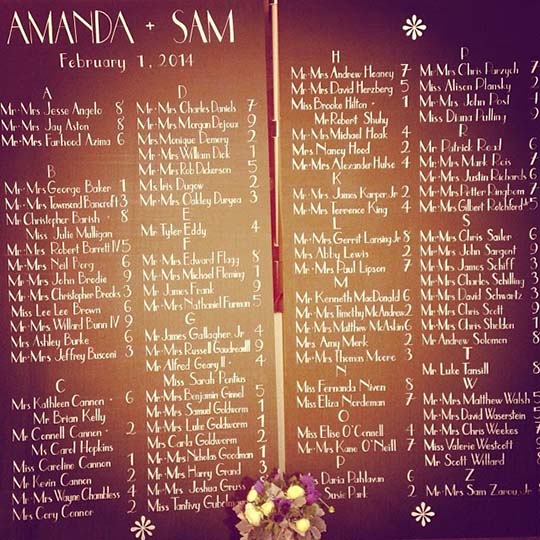 AMANDA + SAM
February 1, 2014
A
Mr·Mrs Jesse Angelo 8
Mr·Mrs Jay Aston 8
Mr·Mrs Farhood Azima 6
B
Mr·Mrs George Baker 1
Mr·Mrs Townsend Bancroft 3
Mr Christopher Barish · 8
Miss Julie Mulligan
Mr·Mrs Robert Barrett IV 5
Mr·Mrs Neil Borg 6
Mr·Mrs John Brodie 9
Mr·Mrs Christopher Brooks 3
Miss Lee Lee Brown 6
Mr·Mrs Willard Bunn IV 9
Mrs Ashley Burke 6
Mr·Mrs Jeffrey Busconi 3
C
Mrs Kathleen Cannon · 6
Mr Brian Kelly
Mr Connell Cannon · 2
Ms Carol Hopkins
Miss Caroline Cannon 1
Mr Kevin Cannon 2
Mr·Mrs Wayne Chambless 4
Mrs Cory Connor 2
D
Mr·Mrs Charles Daniels 7
Mr·Mrs Morgan Dejoux 9
Mrs Monique Demery 2
Mr·Mrs William Dick 1
Mr·Mrs Rob Dickerson 5
Ms Iris Dugow 2
Mr·Mrs Oakley Duryea 3
E
Mr Tyler Eddy 4
F
Mr·Mrs Edward Flagg 8
Mr·Mrs Michael Fleming 1
Mr James Frank 9
Mr·Mrs Nathaniel Furman 5
G
Mr James Gallagher, Jr 4
Mr·Mrs Russell Gaudreault 9
Mr Alfred Geary II · 4
Miss Sarah Pontius
Mr·Mrs Benjamin Ginnel 5
Mr·Mrs Samuel Goldworm 1
Mr·Mrs Luke Goldworm 1
Mrs Carla Goldworm 2
Mr·Mrs Nicholas Goodman 1
Mr·Mrs Harry Grand 3
Mr·Mrs Joshua Gruss
Miss Tantivy
H
Mr·Mrs Andrew Heaney 7
Mr·Mrs David Herzberg 5
Miss Brooke Hilton · 1
Mr Robert Shuhy
Mr·Mrs Michael Hoak 4
Mrs Nancy Hood 2
Mr·Mrs Alexander Hulse 4
K
Mr·Mrs James Karper, Jr 2
Mr·Mrs Terrence King 4
L
Mr·Mrs Gerrit Lansing, Jr 8
Mrs Abby Lewis 2
Mr·Mrs Paul Lipson 7
M
Mr Kenneth MacDonald 6
Mr·Mrs Timothy McAndrew 2
Mr·Mrs Matthew McAslan 6
Mrs Amy Mark 2
Mr·Mrs Thomas Moore 3
N
Miss Fernanda Niven 8
Miss Eliza Nordeman 7
O
Miss Elise O'Connell 4
Mr·Mrs Kane O'Neill 7
P
Daria Pahlavan 6
Susie Park 2
P
Mr·Mrs Chris Parzych 7
Miss Alison Plansky 2
Mr·Mrs John Post 4
Miss Diana Pulling 9
R
Mr Patrick Real 6
Mr·Mrs Mark Rois 7
Mr·Mrs Justin Richards 6
Mr·Mrs Petter Ringbom 7
Mr·Mrs Gilbert Rotchford 5
S
Mr·Mrs Chris Sailer 6
Mr·Mrs John Sargent 9
Mr·Mrs James Schiff 3
Mr·Mrs Charles Schilling 3
Mr·Mrs David Schwartz 3
Mr·Mrs Chris Scott 9
Mr·Mrs Chris Sheldon 1
Mr Andrew Solomon 8
T
Mr Luke Tansill 8
W
Mr·Mrs Matthew Walsh 5
Mr·Mrs David Waserstein 5
Mr·Mrs Chris Weekes 7
Miss Valerie Westcott 9
Mr Scott Willard 8
Z
Mr·Mrs Sam Zarou, Jr 8